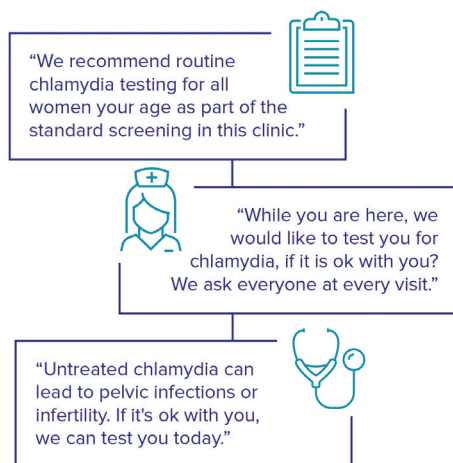 “We recommend routine
chlamydia testing for all
women your age as part of the
standard screening in this clinic.”
“While you are here, we
would like to test you for
chlamydia, if it is ok with you?
We ask everyone at every visit.”
“Untreated chlamydia can
lead to pelvic infections or
infertility. If it's ok with you,
we can test you today.”